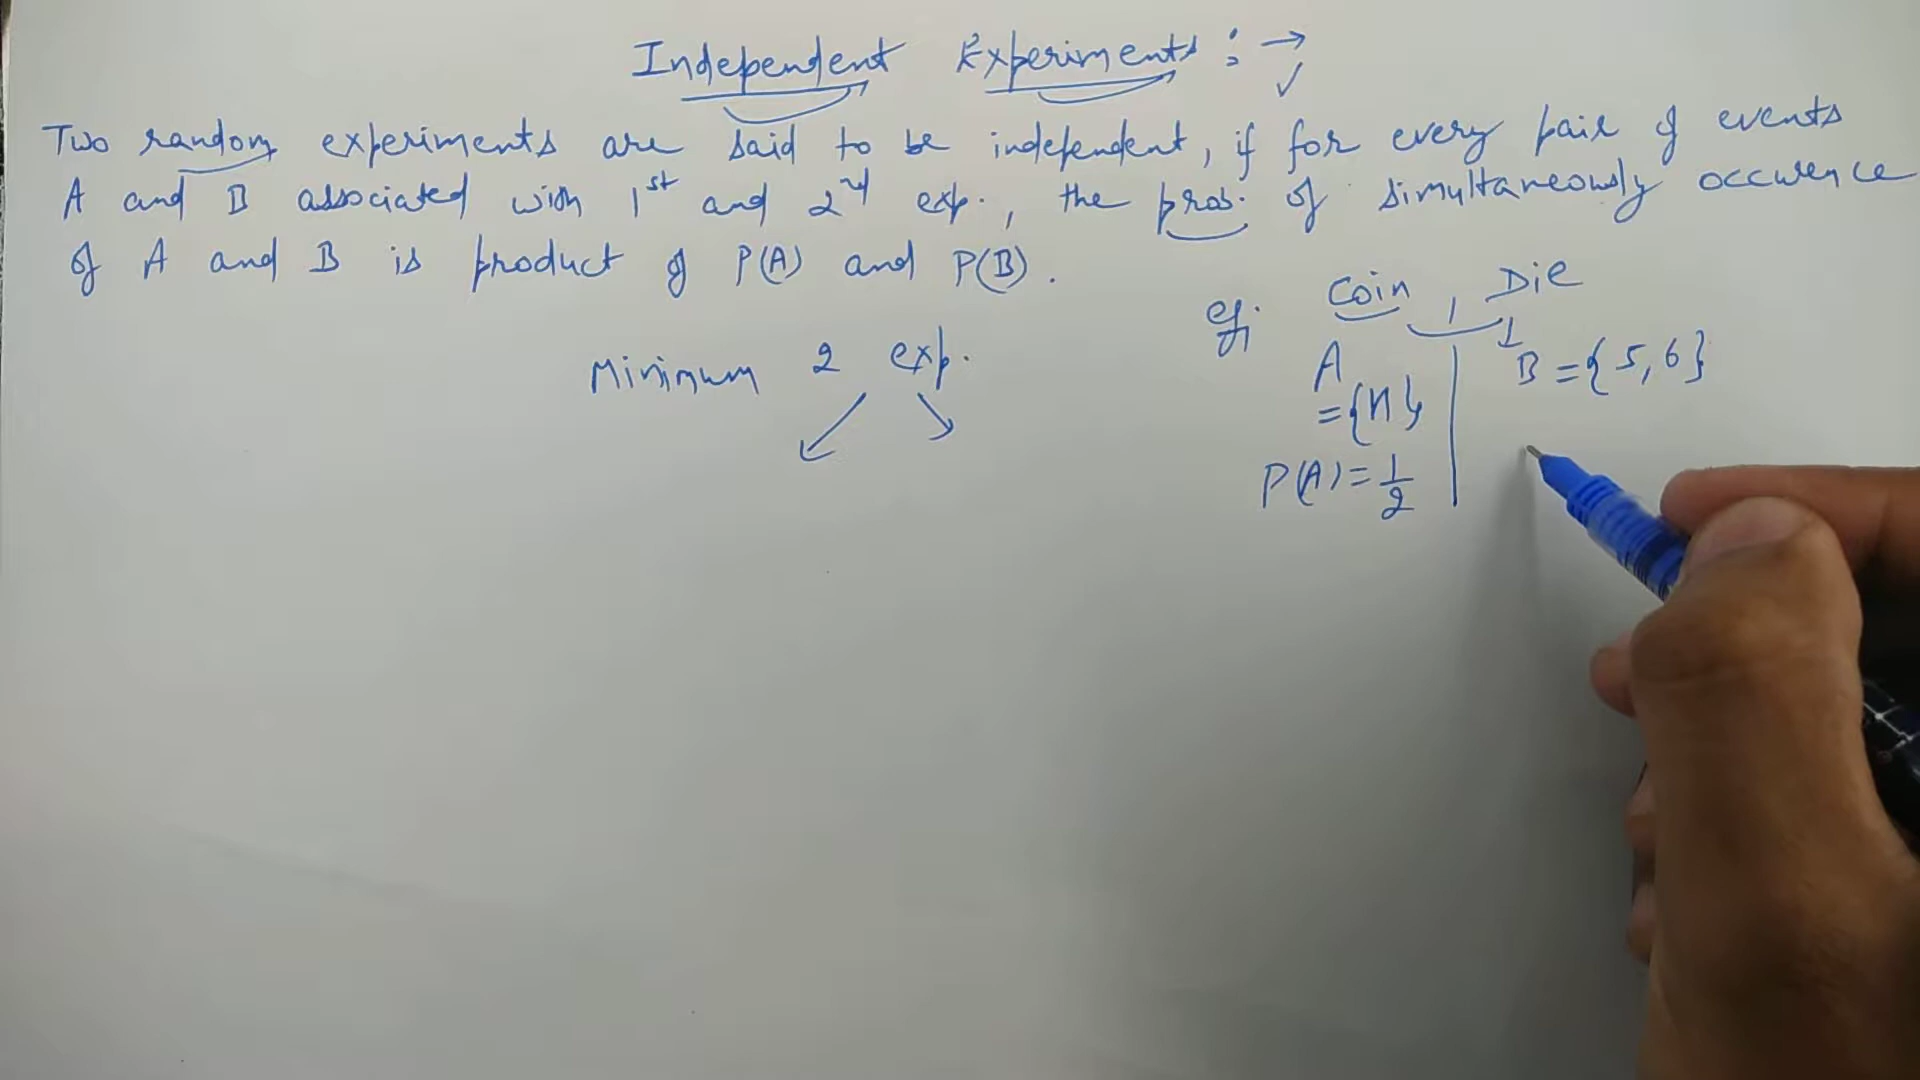 Independent Experiments : →
✓
Two random experiments are said to be independent, if for every pair of events
A and B associated with 1st and 2nd exp., the prob. of simultaneously occurence
of A and B is product of P(A) and P(B).
eg; Coin , Die
Minimum 2 exp.
A B = {5, 6}
= {H}
P(A) = 1/2